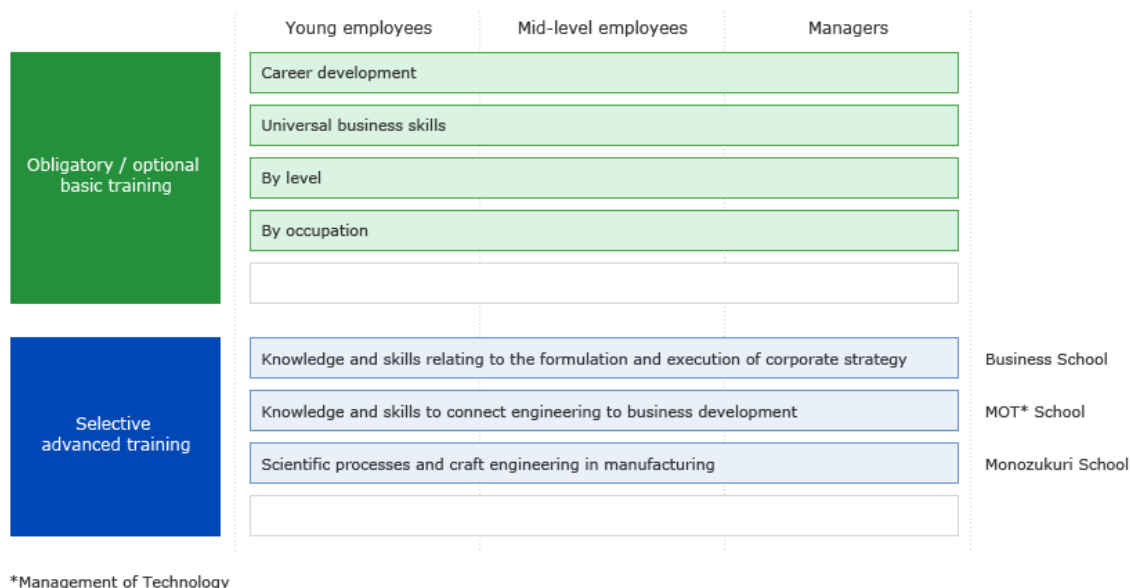 Young employees
Mid-level employees
Managers
Obligatory / optional
basic training
Career development
Universal business skills
By level
By occupation
Selective
advanced training
Knowledge and skills relating to the formulation and execution of corporate strategy
Business School
Knowledge and skills to connect engineering to business development
MOT* School
Scientific processes and craft engineering in manufacturing
Monozukuri School
*Management of Technology